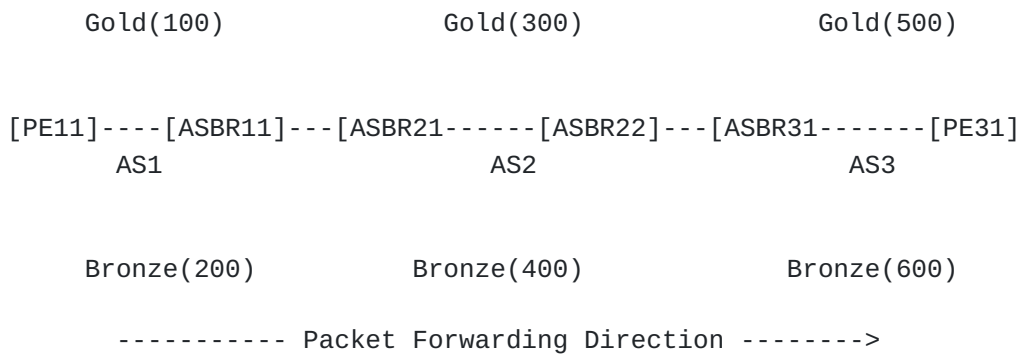 Gold(100) Gold(300) Gold(500)
[PE11]----[ASBR11]---[ASBR21------[ASBR22]---[ASBR31-------[PE31]
AS1 AS2 AS3
Bronze(200) Bronze(400) Bronze(600)
----------- Packet Forwarding Direction -------->